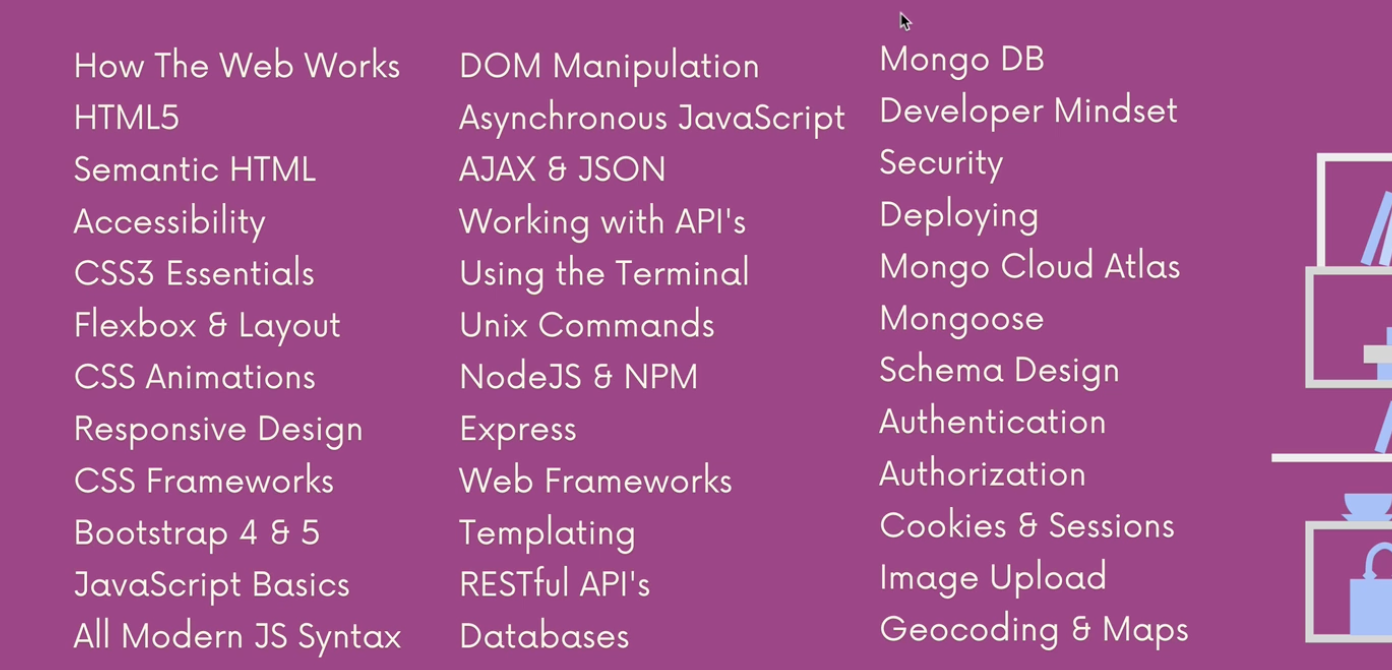 How The Web Works
HTML5
Semantic HTML
Accessibility
CSS3 Essentials
Flexbox & Layout
CSS Animations
Responsive Design
CSS Frameworks
Bootstrap 4 & 5
JavaScript Basics
All Modern JS Syntax
DOM Manipulation
Asynchronous JavaScript
AJAX & JSON
Working with API's
Using the Terminal
Unix Commands
NodeJS & NPM
Express
Web Frameworks
Templating
RESTful API's
Databases
Mongo DB
Developer Mindset
Security
Deploying
Mongo Cloud Atlas
Mongoose
Schema Design
Authentication
Authorization
Cookies & Sessions
Image Upload
Geocoding & Maps